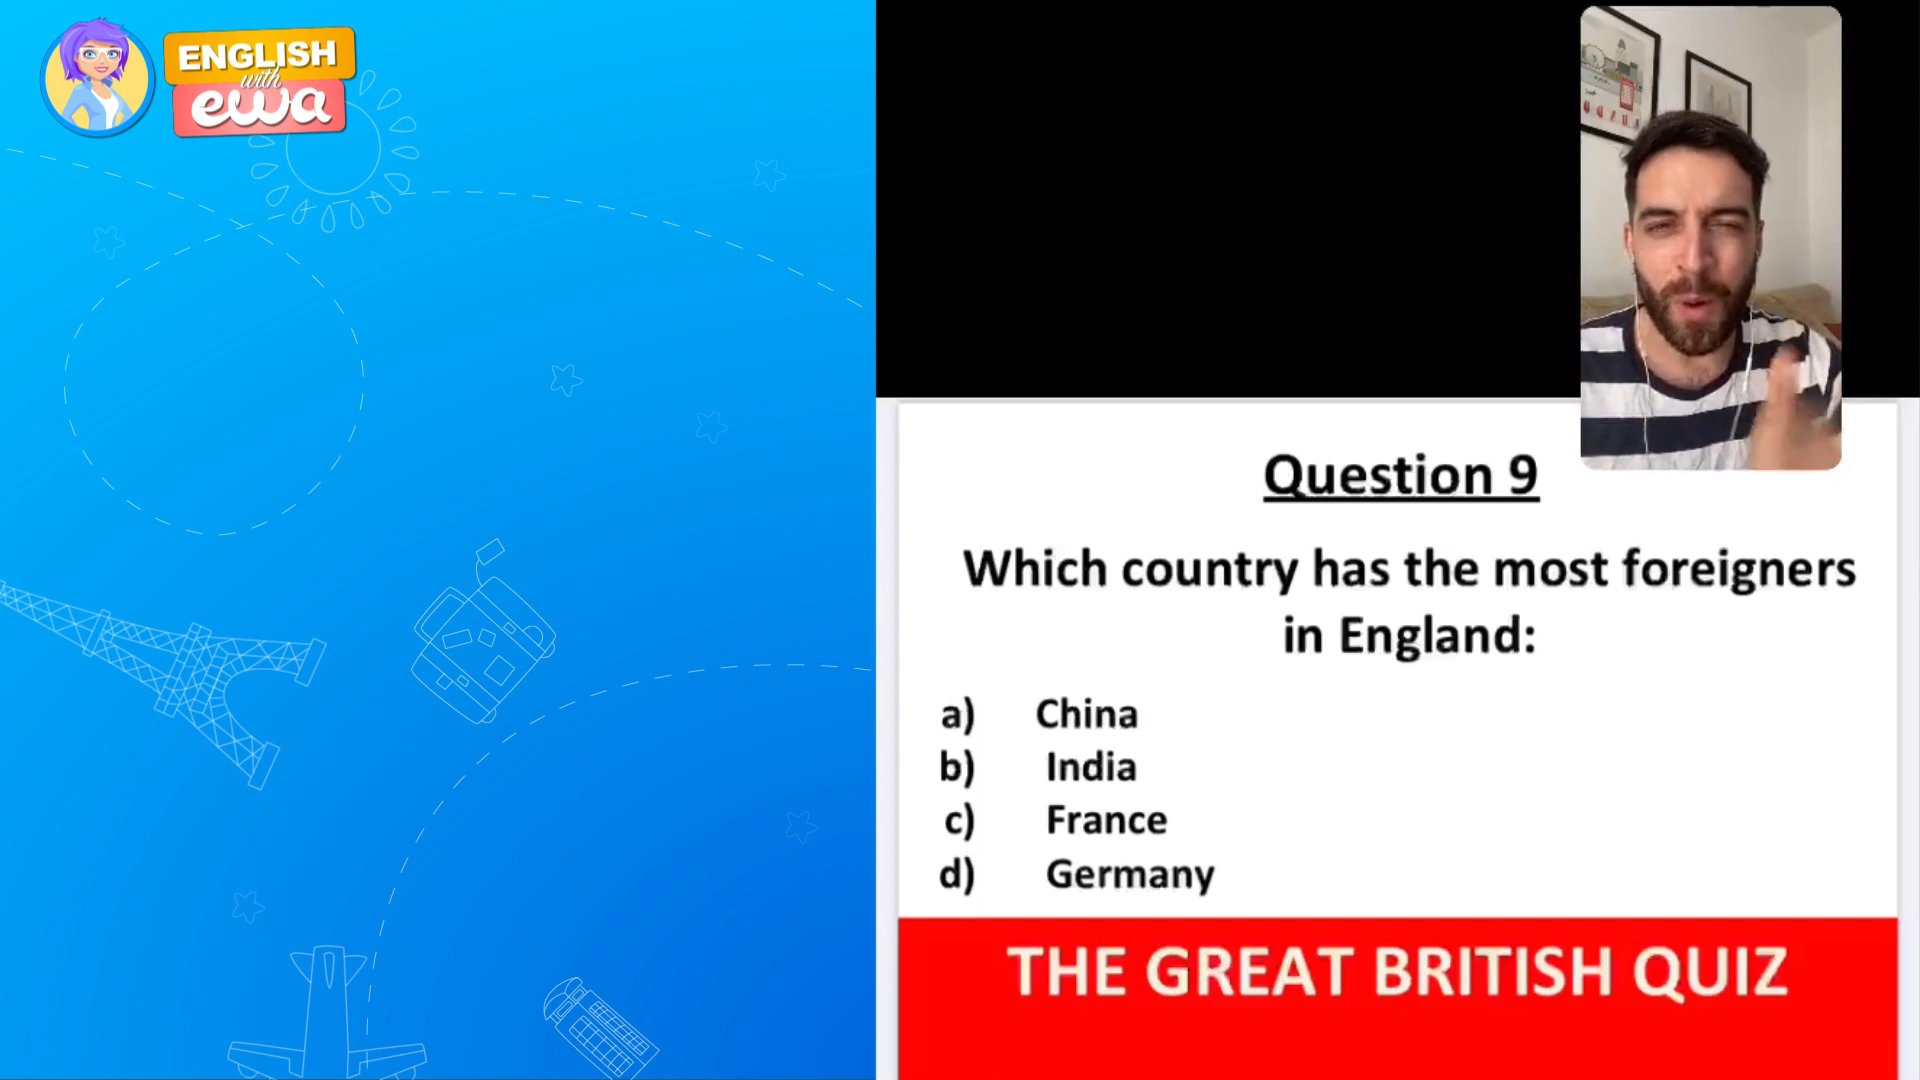 ENGLISH
with
ewa
Question 9
Which country has the most foreigners
in England:
a) China
b) India
c) France
d) Germany
THE GREAT BRITISH QUIZ